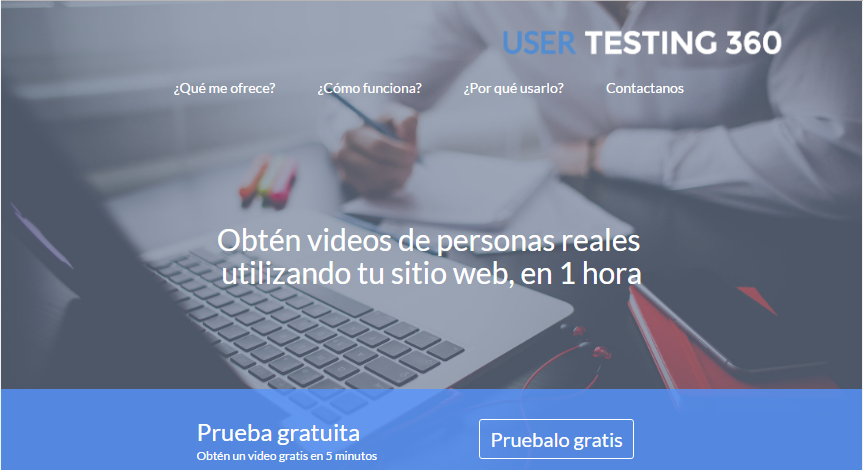 USER TESTING 360
¿Qué me ofrece? ¿Cómo funciona? ¿Por qué usarlo? Contactanos
Obtén videos de personas reales
utilizando tu sitio web, en 1 hora
Prueba gratuita
Obtén un video gratis en 5 minutos
Pruebalo gratis